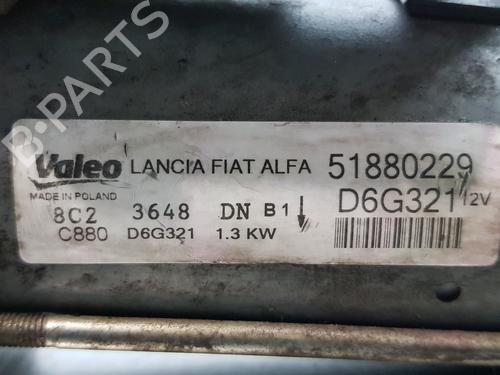 B-PARTS
Valeo LANCIA FIAT ALFA 51880229
MADE IN POLAND D6G321 12V
8C2 3648 DN B1
C880 D6G321 1.3 KW